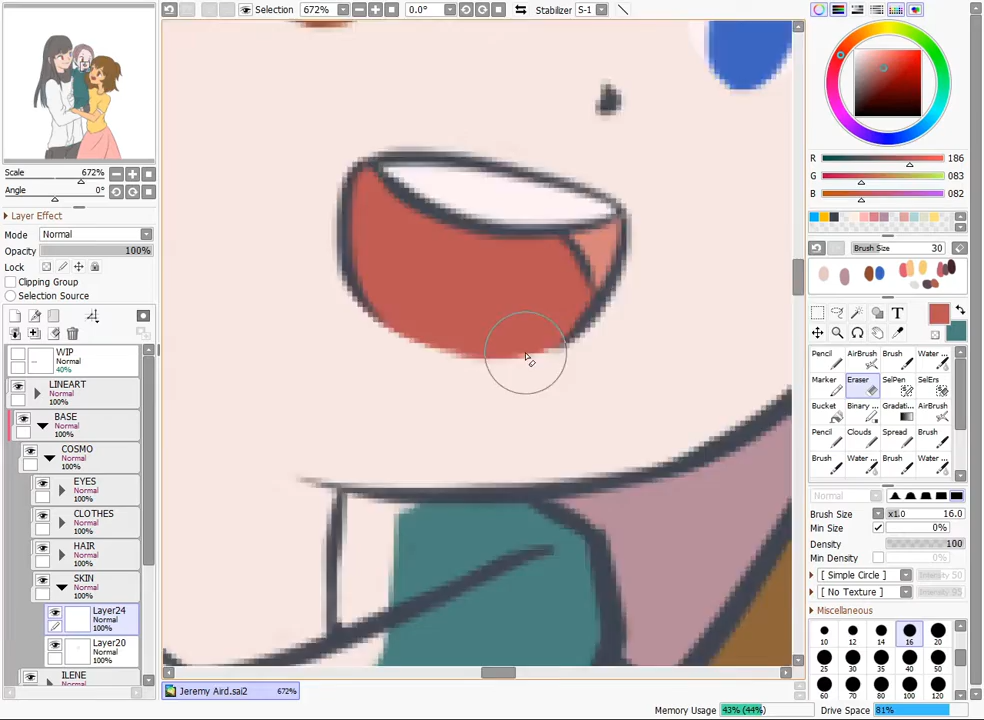 Selection 672% 0.0° Stabilizer S-1
Scale
672%
Angle 0°
Layer Effect
Mode Normal
Opacity 100%
Lock
Clipping Group
Selection Source
WIP
Normal
40%
LINEART
Normal
100%
BASE
Normal
100%
COSMO
Normal
100%
EYES
Normal
100%
CLOTHES
Normal
100%
HAIR
Normal
100%
SKIN
Normal
100%
Layer24
Normal
100%
Layer20
Normal
100%
ILENE
Normal
R 186
G 083
B 082
Brush Size 30
T
Pencil AirBrush Brush Water ...
Marker Eraser SelPen SelErs
Bucket Binary ... Gradati... AirBrush
Pencil Clouds Spread Brush
Brush Water ... Brush Water ...
Normal
Brush Size x1.0 16.0
Min Size 0%
Density 100
Min Density 0%
[ Simple Circle ] Intensity 50
[ No Texture ] Intensity 95
Miscellaneous
10 12 14 16 20
25 30 35 40 50
60 70 80 100 120
Jeremy Aird.sai2 672%
Memory Usage 43% (44%) Drive Space 81%